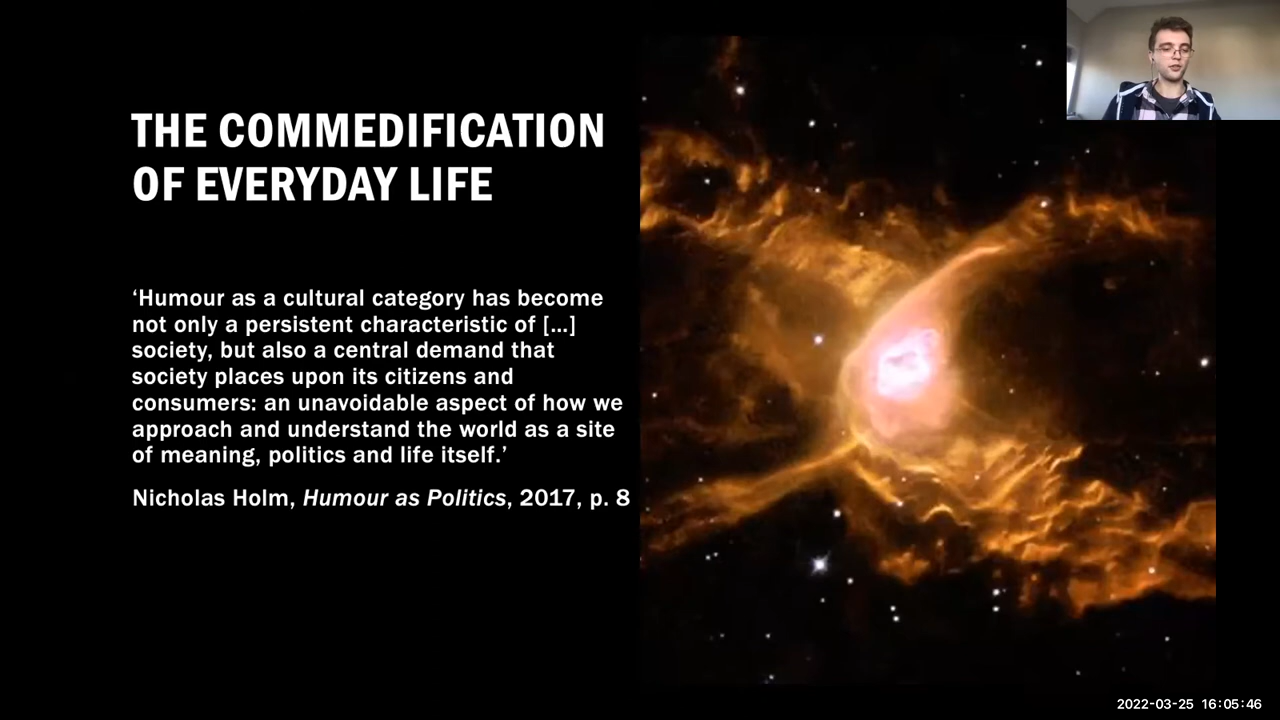 THE COMMEDIFICATION
OF EVERYDAY LIFE
‘Humour as a cultural category has become
not only a persistent characteristic of [...]
society, but also a central demand that
society places upon its citizens and
consumers: an unavoidable aspect of how we
approach and understand the world as a site
of meaning, politics and life itself.’
Nicholas Holm, Humour as Politics, 2017, p. 8
2022-03-25 16:05:46